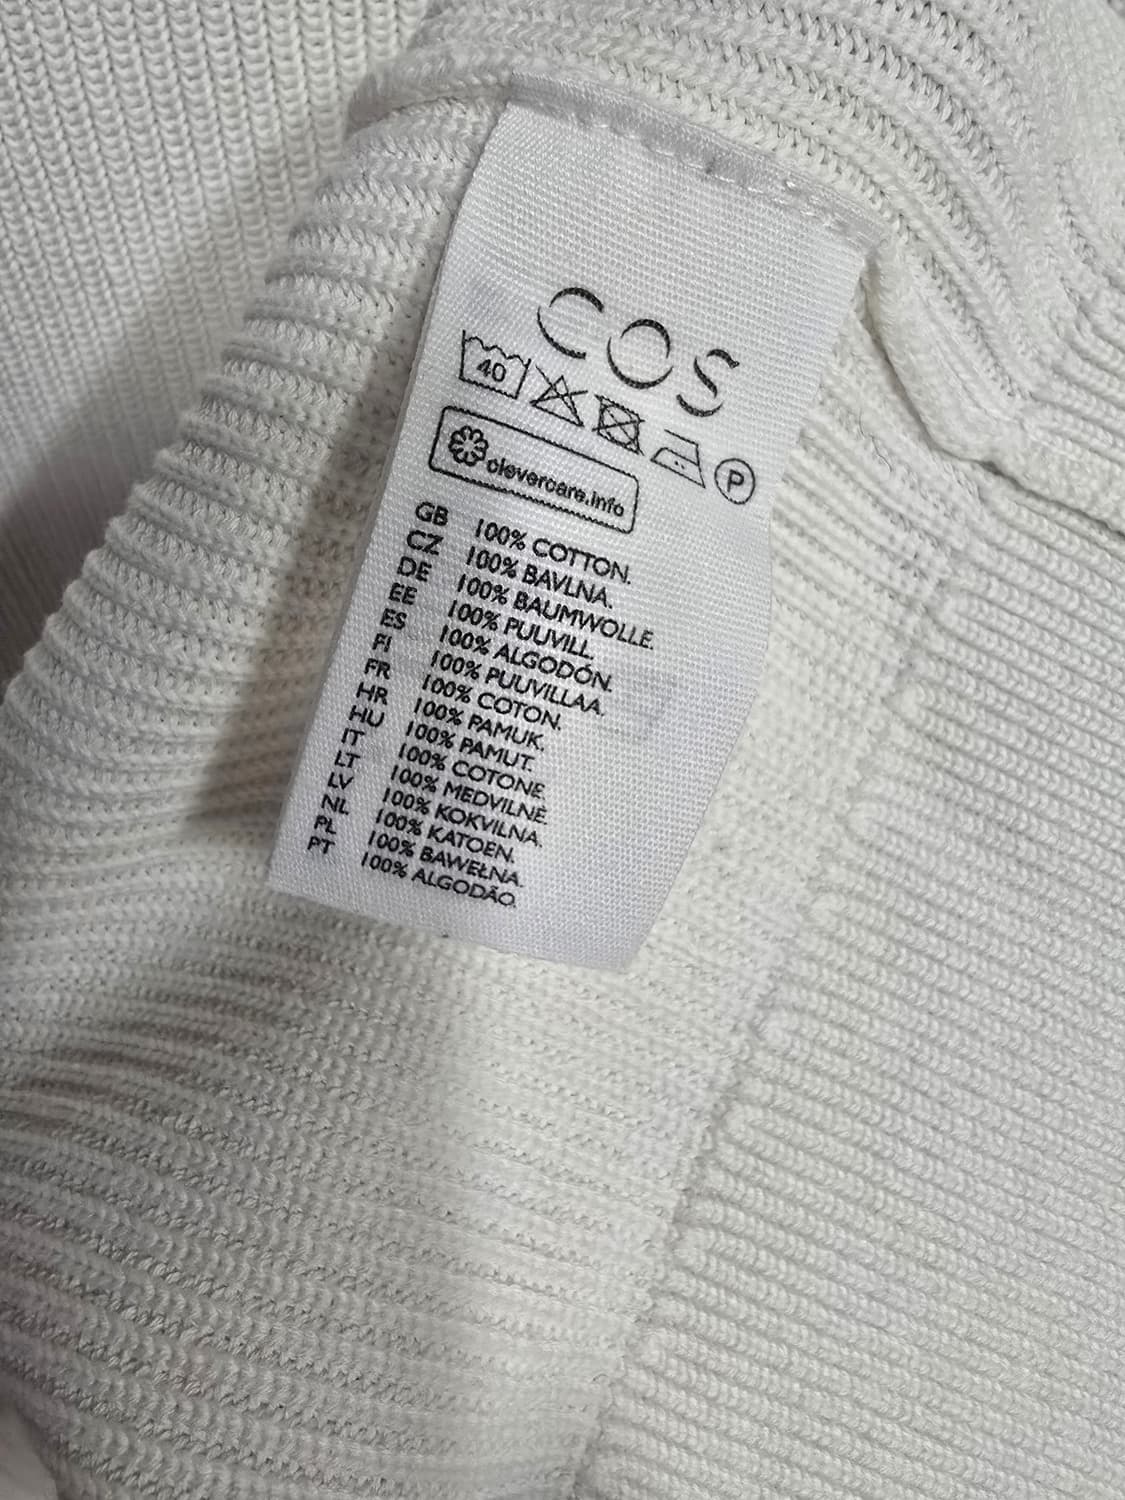 COS
40
P
clevercare.info
GB 100% COTTON.
CZ 100% BAVLNA.
DE 100% BAUMWOLLE.
EE 100% PUUVILL.
ES 100% ALGODÓN.
FI 100% PUUVILLAA.
FR 100% COTON.
HR 100% PAMUK.
HU 100% PAMUT.
IT 100% COTONE.
LT 100% MEDVILNĖ.
LV 100% KOKVILNA.
NL 100% KATOEN.
PL 100% BAWEŁNA.
PT 100% ALGODÃO.